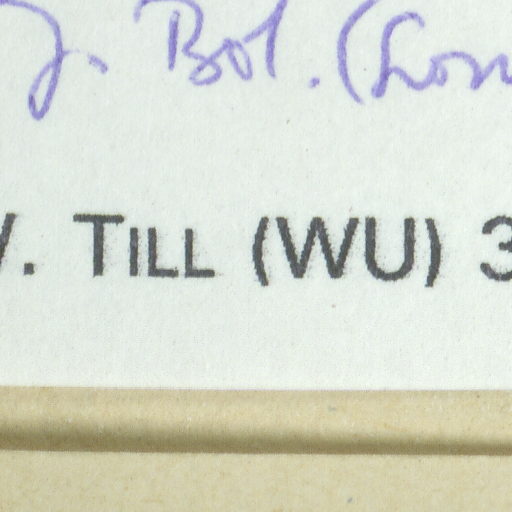 J. Bot. (Lon
. TILL (WU) 3